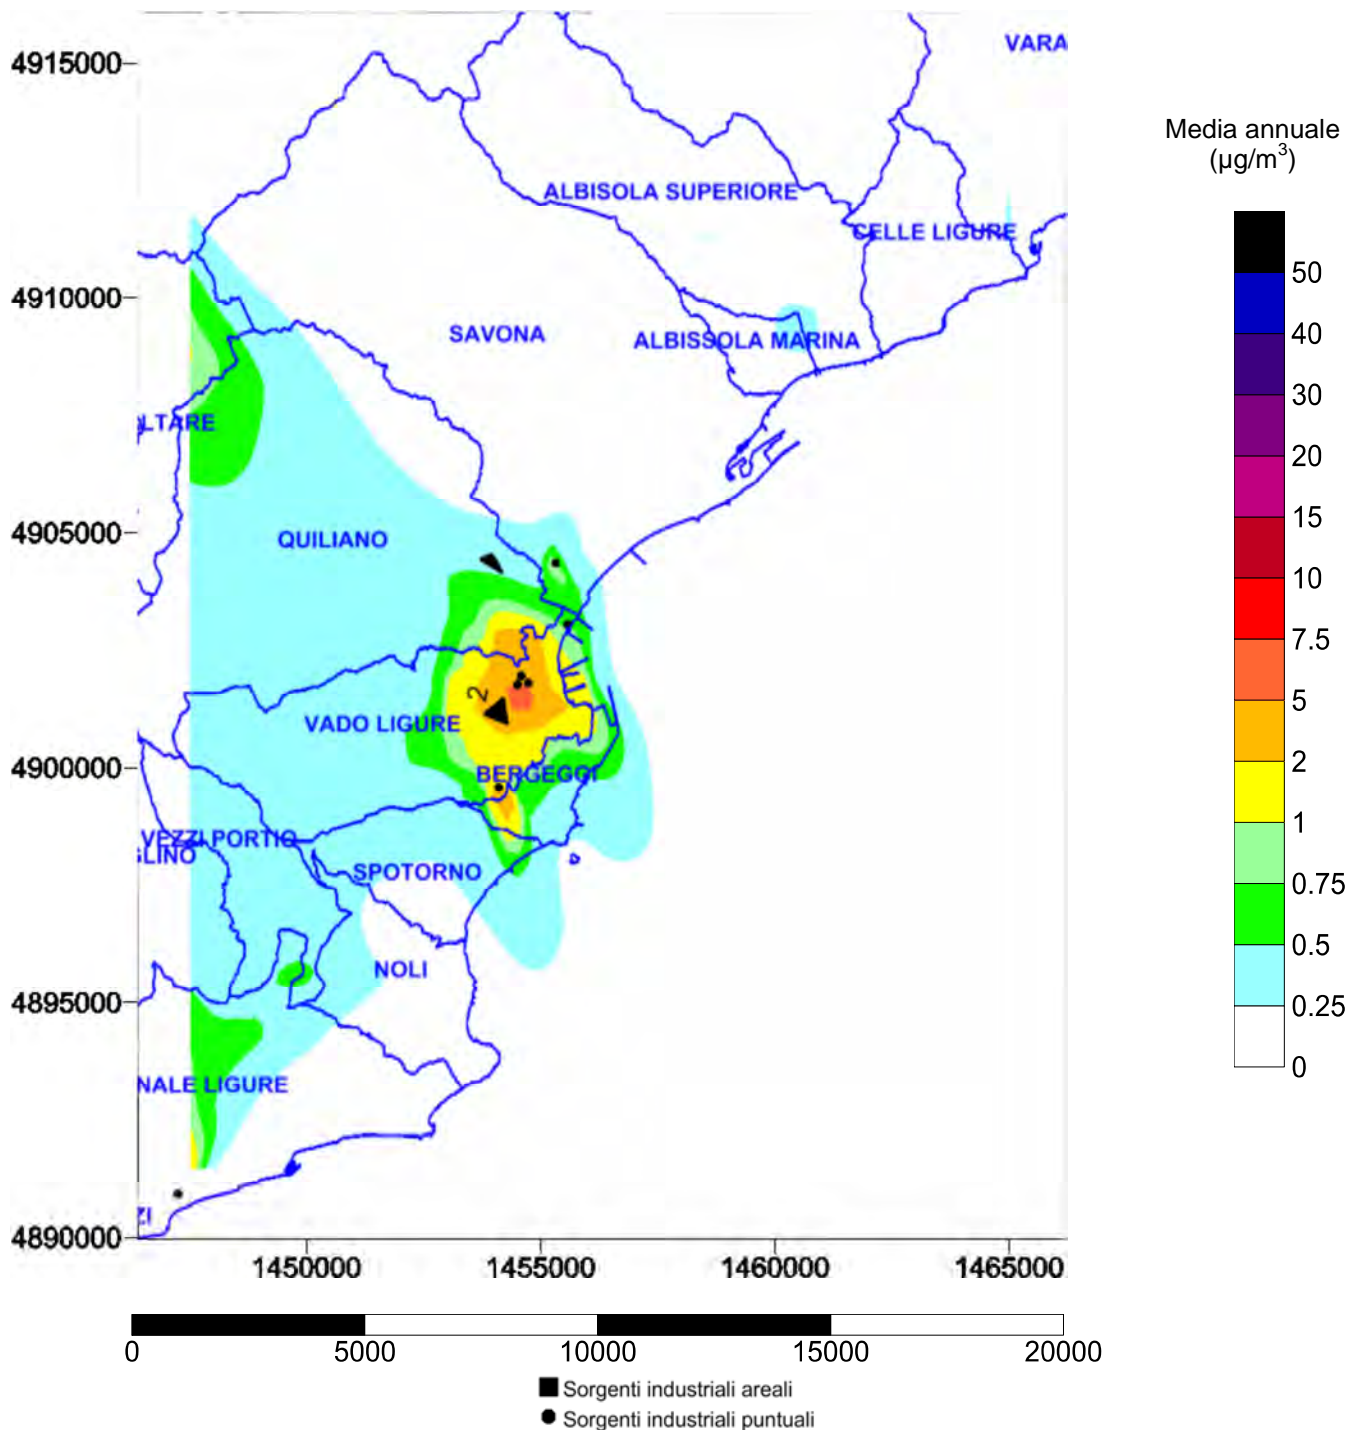 4915000
VARA
Media annuale
(µg/m³)
ALBISOLA SUPERIORE
CELLE LIGURE
50
4910000
SAVONA
ALBISSOLA MARINA
40
30
LTARE
20
15
4905000
QUILIANO
10
7.5
2
5
VADO LIGURE
4900000
BERGEGGI
2
1
VEZZI PORTIO
GLINO
SPOTORNO
0.75
0.5
NOLI
4895000
0.25
0
NALE LIGURE
ZI
4890000
1450000 1455000 1460000 1465000
0 5000 10000 15000 20000
Sorgenti industriali areali
Sorgenti industriali puntuali